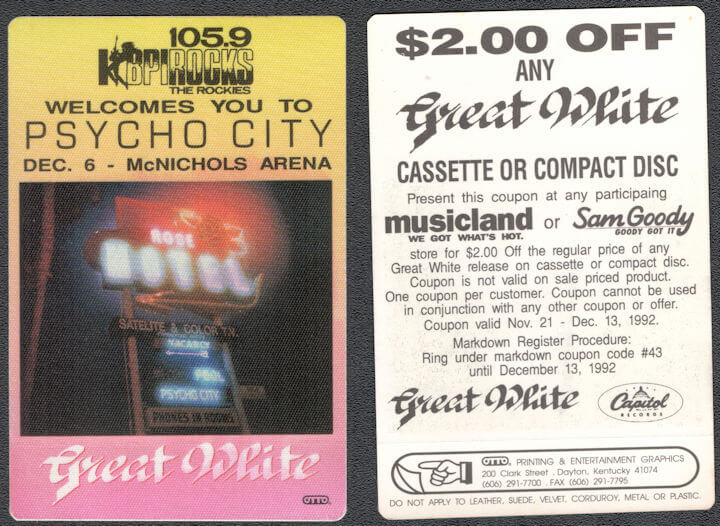 105.9
KBPI ROCKS
THE ROCKIES
WELCOMES YOU TO
PSYCHO CITY
DEC. 6 - McNICHOLS ARENA
ROSE
MOTEL
SATELITE & COLOR T.V.
VACANCY
POOL
PSYCHO CITY
PHONES IN ROOMS
Great White
OTTO
$2.00 OFF
ANY
Great White
CASSETTE OR COMPACT DISC
Present this coupon at any participaing
musicland or Sam Goody
WE GOT WHAT'S HOT. GOODY GOT IT
store for $2.00 Off the regular price of any
Great White release on cassette or compact disc.
Coupon is not valid on sale priced product.
One coupon per customer. Coupon cannot be used
in conjunction with any other coupon or offer.
Coupon valid Nov. 21 - Dec. 13, 1992.
Markdown Register Procedure:
Ring under markdown coupon code #43
until December 13, 1992
Great White Capitol
RECORDS
OTTO, PRINTING & ENTERTAINMENT GRAPHICS
200 Clark Street . Dayton, Kentucky 41074
(606) 291-7700 . FAX (606) 291-7795
DO NOT APPLY TO LEATHER, SUEDE, VELVET, CORDUROY, METAL OR PLASTIC.